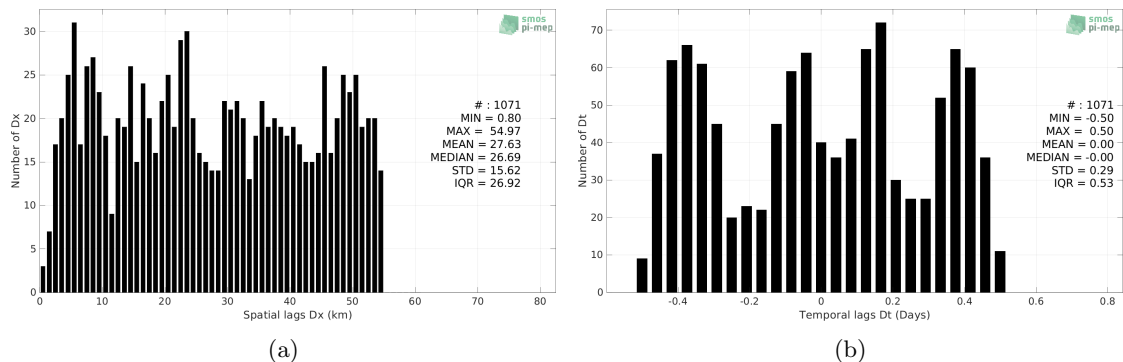 30
25
20
15
10
5
0
0 10 20 30 40 50 60 70 80
Number of Dx
Spatial lags Dx (km)
smos
pi-mep
# : 1071
MIN = 0.80
MAX = 54.97
MEAN = 27.63
MEDIAN = 26.69
STD = 15.62
IQR = 26.92
(a)
70
60
50
40
30
20
10
0
-0.4 -0.2 0 0.2 0.4 0.6 0.8
Number of Dt
Temporal lags Dt (Days)
smos
pi-mep
# : 1071
MIN = -0.50
MAX = 0.50
MEAN = 0.00
MEDIAN = -0.00
STD = 0.29
IQR = 0.53
(b)